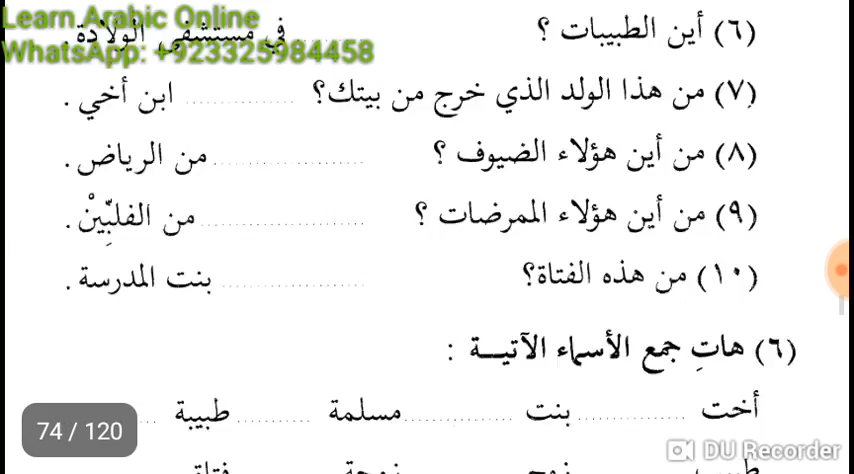 Learn Arabic Online
WhatsApp: +923325984458
(٦) أين الطبيبات ؟ .......... في مستشفى الولادة.
(٧) من هذا الولد الذي خرج من بيتك؟ .......... ابن أخي .
(٨) من أين هؤلاء الضيوف ؟ .......... من الرياض .
(٩) من أين هؤلاء الممرضات ؟ .......... من الفلبِّيْن .
(١٠) من هذه الفتاة؟ .......... بنت المدرسة .
(٦) هاتِ جمع الأسماء الآتيــة :
أخت .......... بنت .......... مسلمة .......... طبيبة ..........
74 / 120
DU Recorder